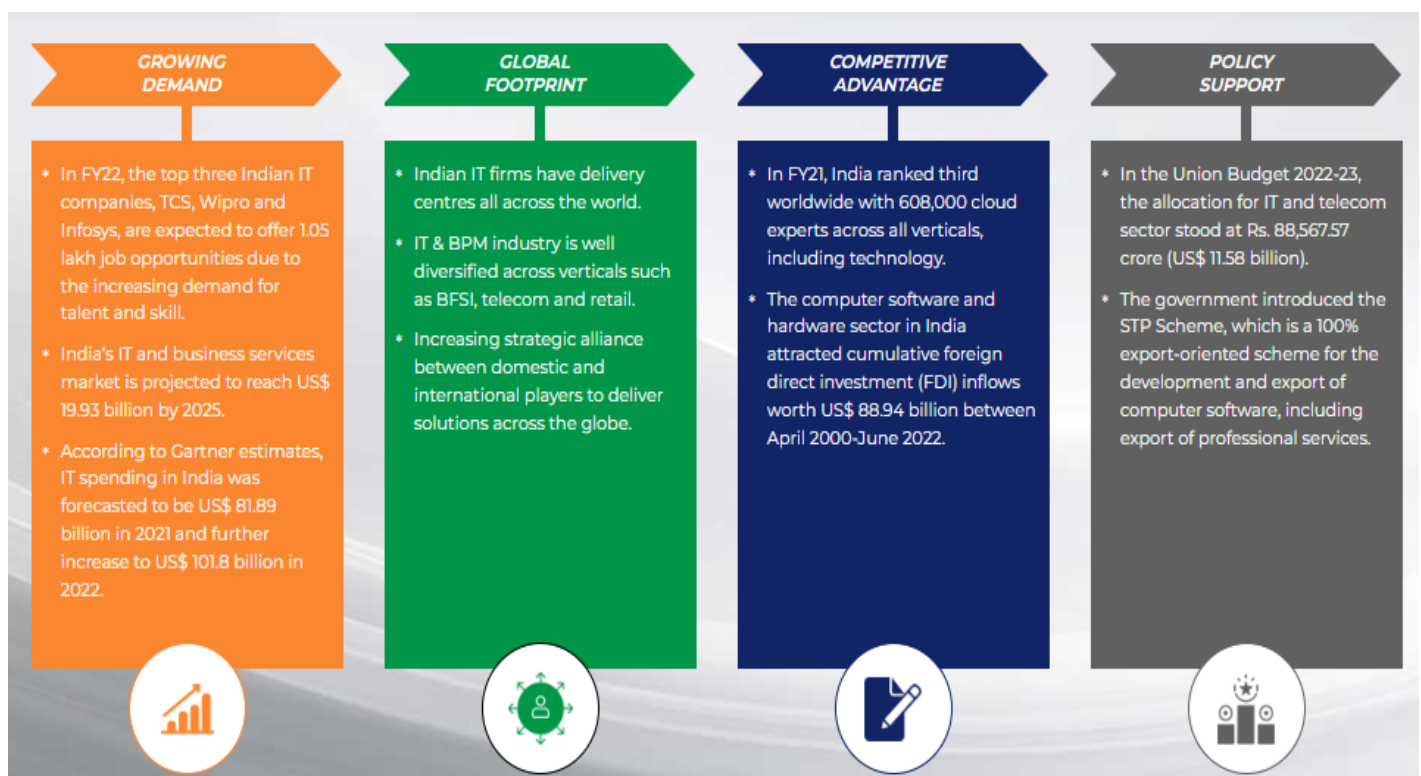 GROWING
DEMAND
* In FY22, the top three Indian IT
companies, TCS, Wipro and
Infosys, are expected to offer 1.05
lakh job opportunities due to
the increasing demand for
talent and skill.
* India's IT and business services
market is projected to reach US$
19.93 billion by 2025.
* According to Gartner estimates,
IT spending in India was
forecasted to be US$ 81.89
billion in 2021 and further
increase to US$ 101.8 billion in
2022.
GLOBAL
FOOTPRINT
* Indian IT firms have delivery
centres all across the world.
* IT & BPM industry is well
diversified across verticals such
as BFSI, telecom and retail.
* Increasing strategic alliance
between domestic and
international players to deliver
solutions across the globe.
COMPETITIVE
ADVANTAGE
* In FY21, India ranked third
worldwide with 608,000 cloud
experts across all verticals,
including technology.
* The computer software and
hardware sector in India
attracted cumulative foreign
direct investment (FDI) inflows
worth US$ 88.94 billion between
April 2000-June 2022.
POLICY
SUPPORT
* In the Union Budget 2022-23,
the allocation for IT and telecom
sector stood at Rs. 88,567.57
crore (US$ 11.58 billion).
* The government introduced the
STP Scheme, which is a 100%
export-oriented scheme for the
development and export of
computer software, including
export of professional services.